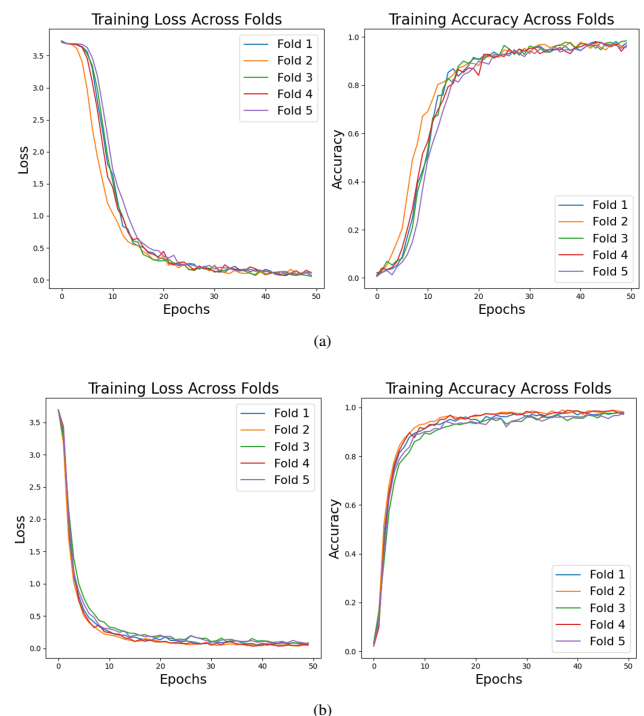 Training Loss Across Folds
3.5
3.0
2.5
2.0
1.5
1.0
0.5
0.0
Loss
Fold 1
Fold 2
Fold 3
Fold 4
Fold 5
0 10 20 30 40 50
Epochs
Training Accuracy Across Folds
1.0
0.8
0.6
0.4
0.2
0.0
Accuracy
Fold 1
Fold 2
Fold 3
Fold 4
Fold 5
0 10 20 30 40 50
Epochs
(a)
Training Loss Across Folds
3.5
3.0
2.5
2.0
1.5
1.0
0.5
0.0
Loss
Fold 1
Fold 2
Fold 3
Fold 4
Fold 5
0 10 20 30 40 50
Epochs
Training Accuracy Across Folds
1.0
0.8
0.6
0.4
0.2
0.0
Accuracy
Fold 1
Fold 2
Fold 3
Fold 4
Fold 5
0 10 20 30 40 50
Epochs
(b)